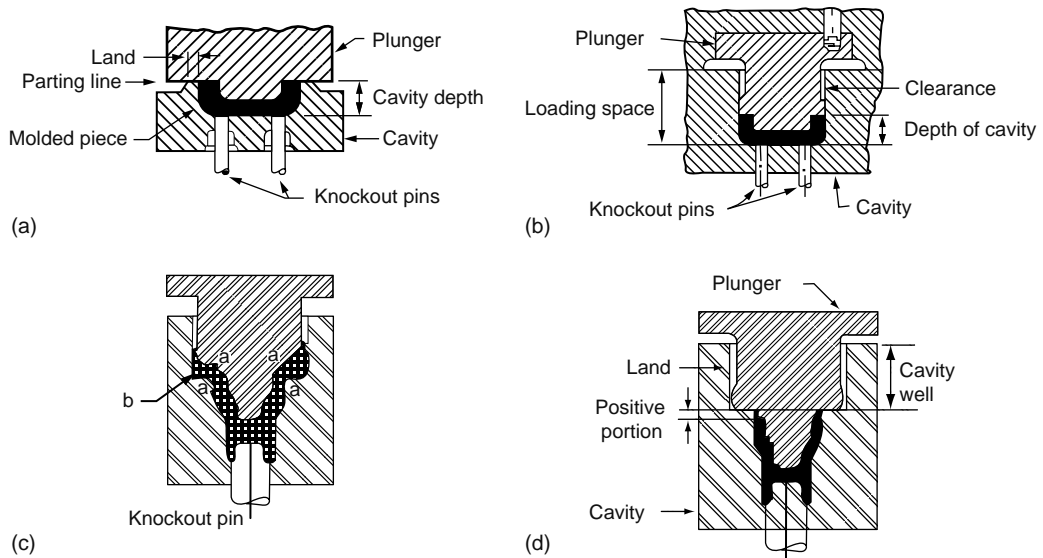 Land
Plunger
Parting line
Cavity depth
Molded piece
Cavity
Knockout pins
(a)
Plunger
Loading space
Clearance
Depth of cavity
Knockout pins
Cavity
(b)
a a
b
a a
Knockout pin
(c)
Plunger
Land
Cavity
well
Positive
portion
Cavity
(d)